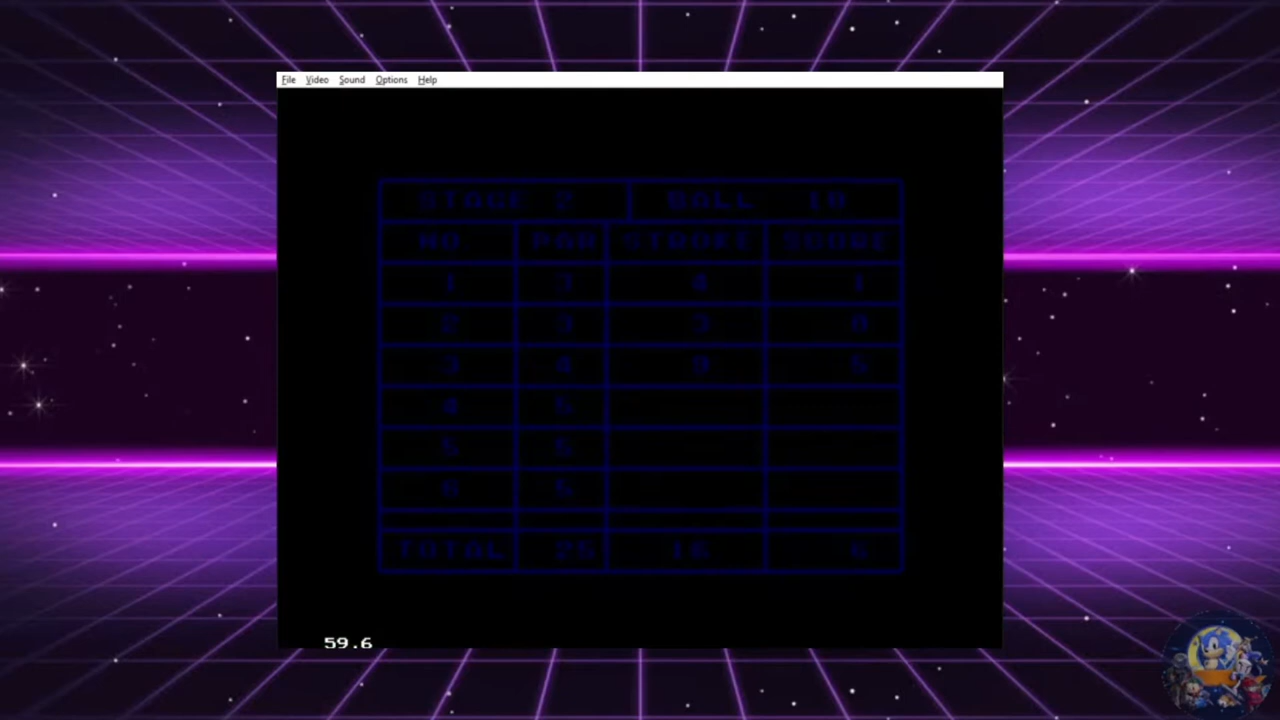 File Video Sound Options Help
STAGE 2 BALL 10
NO. PAR STROKE SCORE
1 3 4 1
2 3 3 0
3 4 9 5
4 5
5 5
6 5
TOTAL 25 16 6
59.6